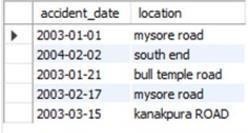 accident_date location
2003-01-01 mysore road
2004-02-02 south end
2003-01-21 bull temple road
2003-02-17 mysore road
2003-03-15 kanakpura ROAD